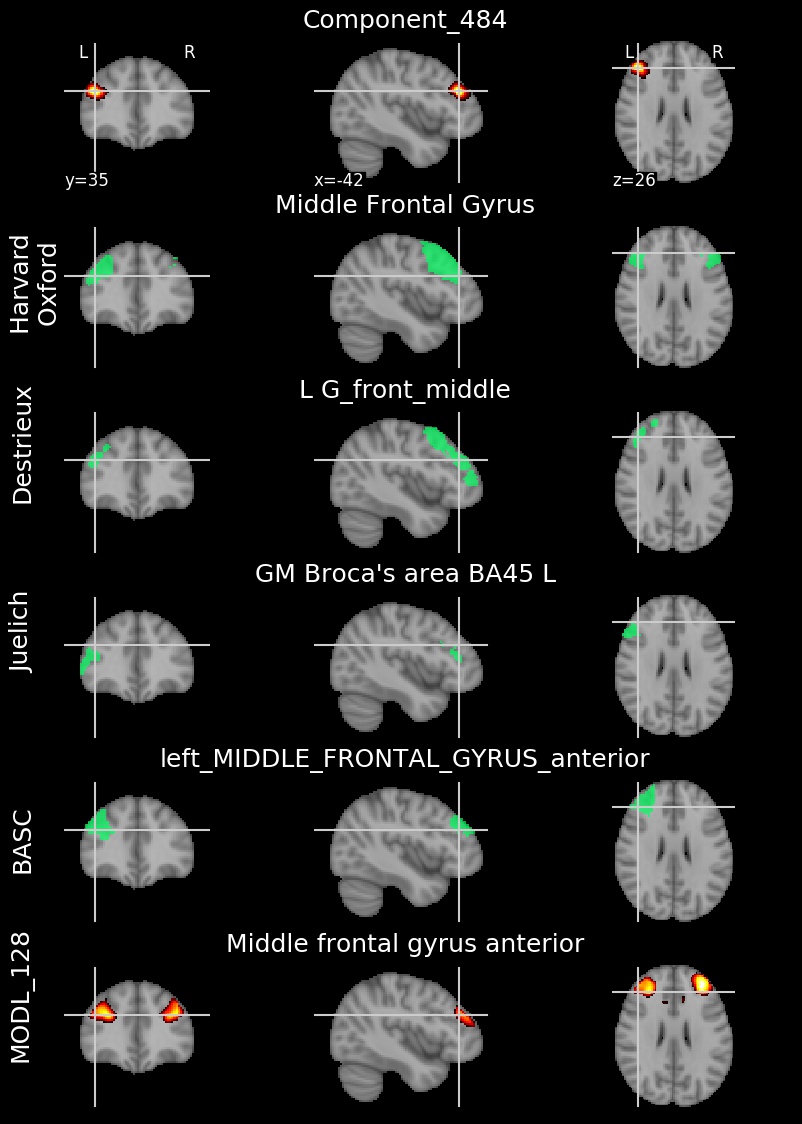 Component_484
L R
L R
y=35
x=-42
z=26
Middle Frontal Gyrus
Harvard
Oxford
L G_front_middle
Destrieux
GM Broca's area BA45 L
Juelich
left_MIDDLE_FRONTAL_GYRUS_anterior
BASC
Middle frontal gyrus anterior
MODL_128